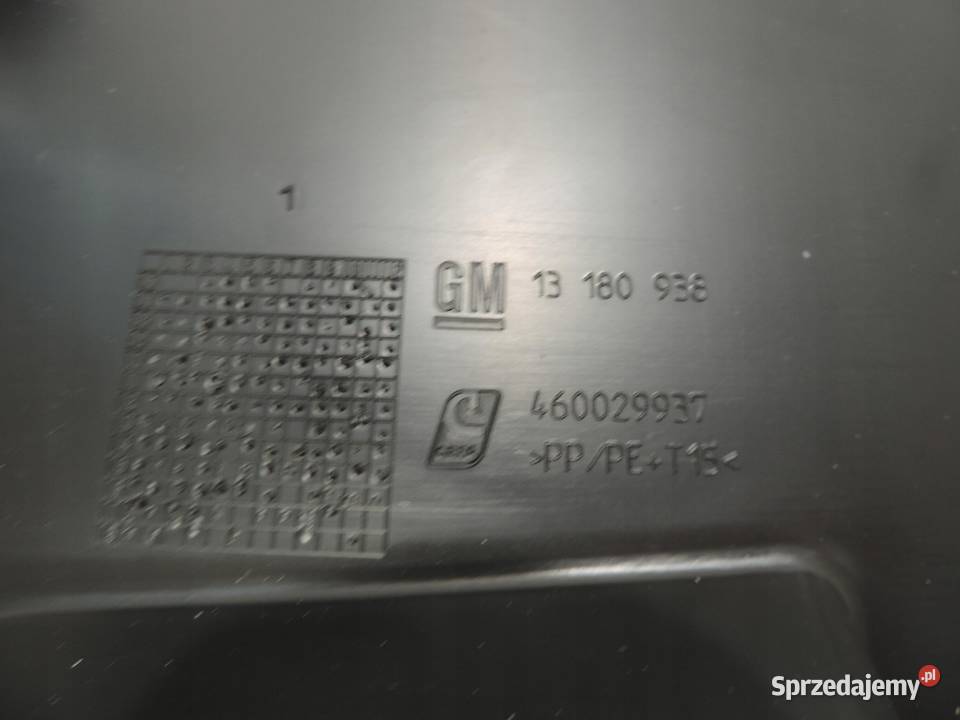 1
GM 13 180 938
460029937
>PP/PE+T15<
Sprzedajemy.pl